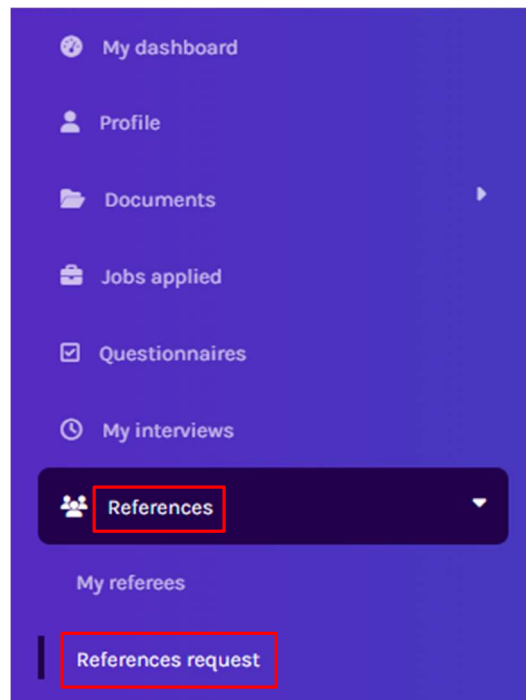 My dashboard
Profile
Documents
Jobs applied
Questionnaires
My interviews
References
My referees
References request